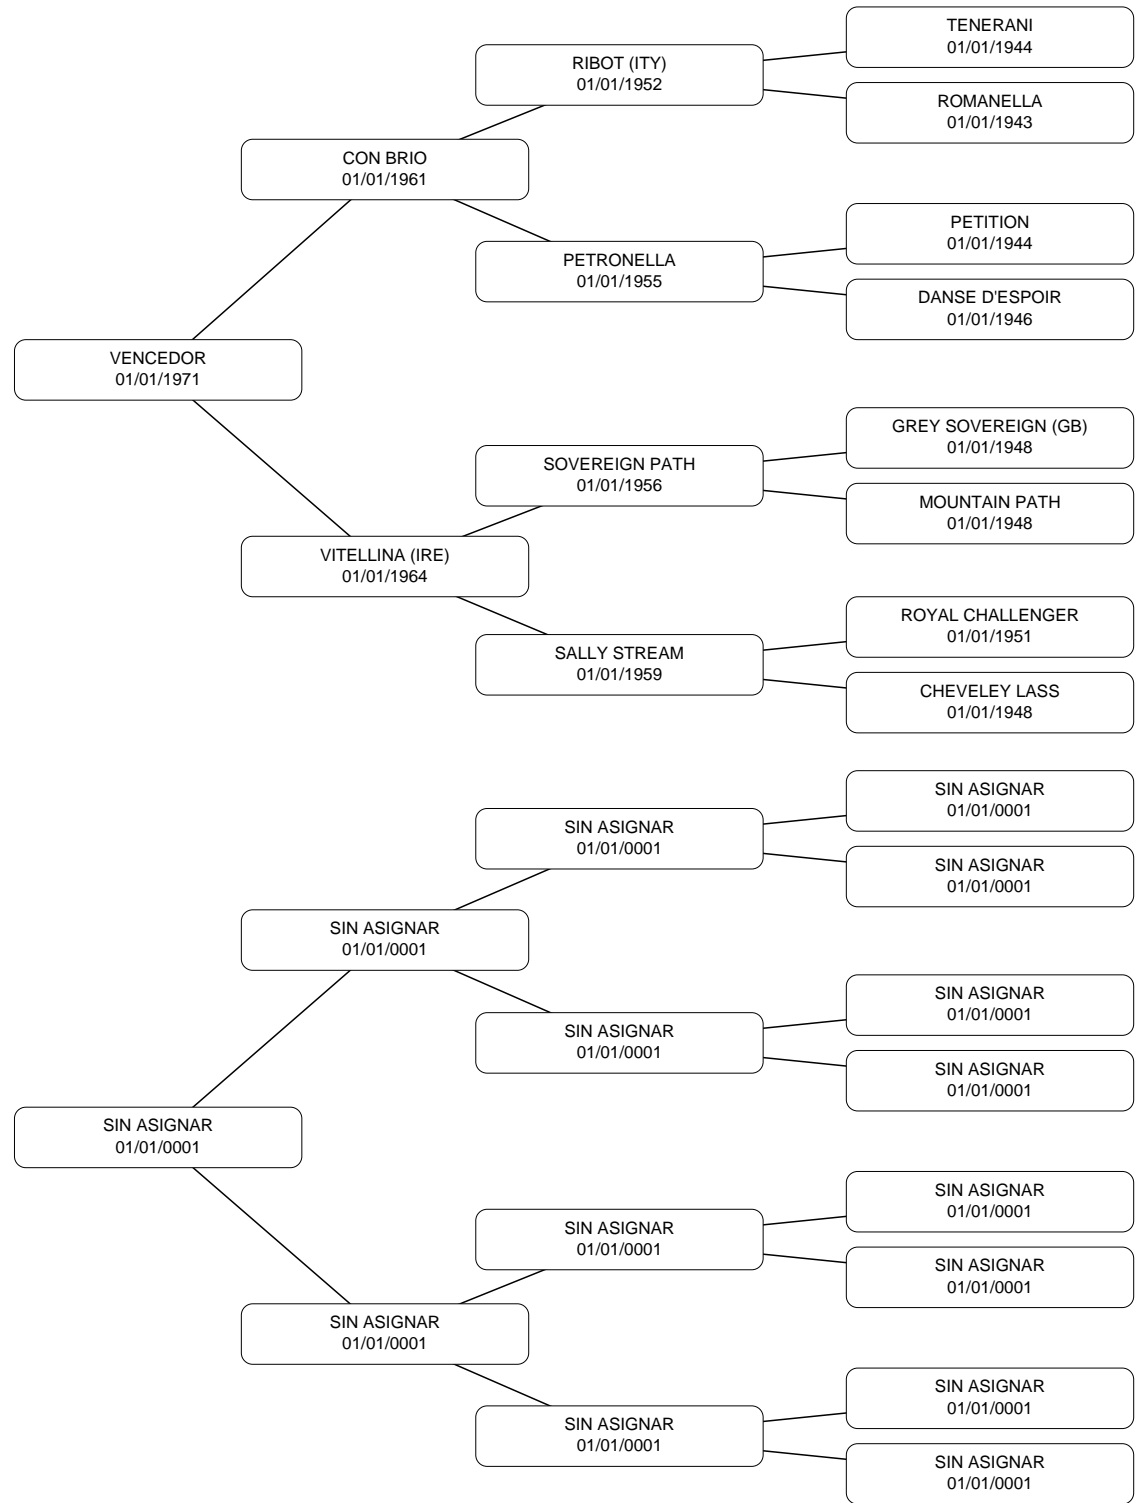 TENERANI
01/01/1944
RIBOT (ITY)
01/01/1952
ROMANELLA
01/01/1943
CON BRIO
01/01/1961
PETITION
01/01/1944
PETRONELLA
01/01/1955
DANSE D'ESPOIR
01/01/1946
VENCEDOR
01/01/1971
GREY SOVEREIGN (GB)
01/01/1948
SOVEREIGN PATH
01/01/1956
MOUNTAIN PATH
01/01/1948
VITELLINA (IRE)
01/01/1964
ROYAL CHALLENGER
01/01/1951
SALLY STREAM
01/01/1959
CHEVELEY LASS
01/01/1948
SIN ASIGNAR
01/01/0001
SIN ASIGNAR
01/01/0001
SIN ASIGNAR
01/01/0001
SIN ASIGNAR
01/01/0001
SIN ASIGNAR
01/01/0001
SIN ASIGNAR
01/01/0001
SIN ASIGNAR
01/01/0001
SIN ASIGNAR
01/01/0001
SIN ASIGNAR
01/01/0001
SIN ASIGNAR
01/01/0001
SIN ASIGNAR
01/01/0001
SIN ASIGNAR
01/01/0001
SIN ASIGNAR
01/01/0001
SIN ASIGNAR
01/01/0001
SIN ASIGNAR
01/01/0001